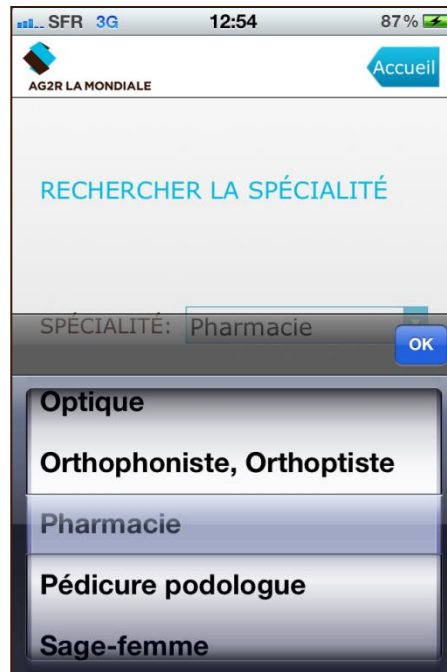 SFR 3G 12:54 87%
AG2R LA MONDIALE
Accueil
RECHERCHER LA SPÉCIALITÉ
SPÉCIALITÉ: Pharmacie
OK
Optique
Orthophoniste, Orthoptiste
Pharmacie
Pédicure podologue
Sage-femme